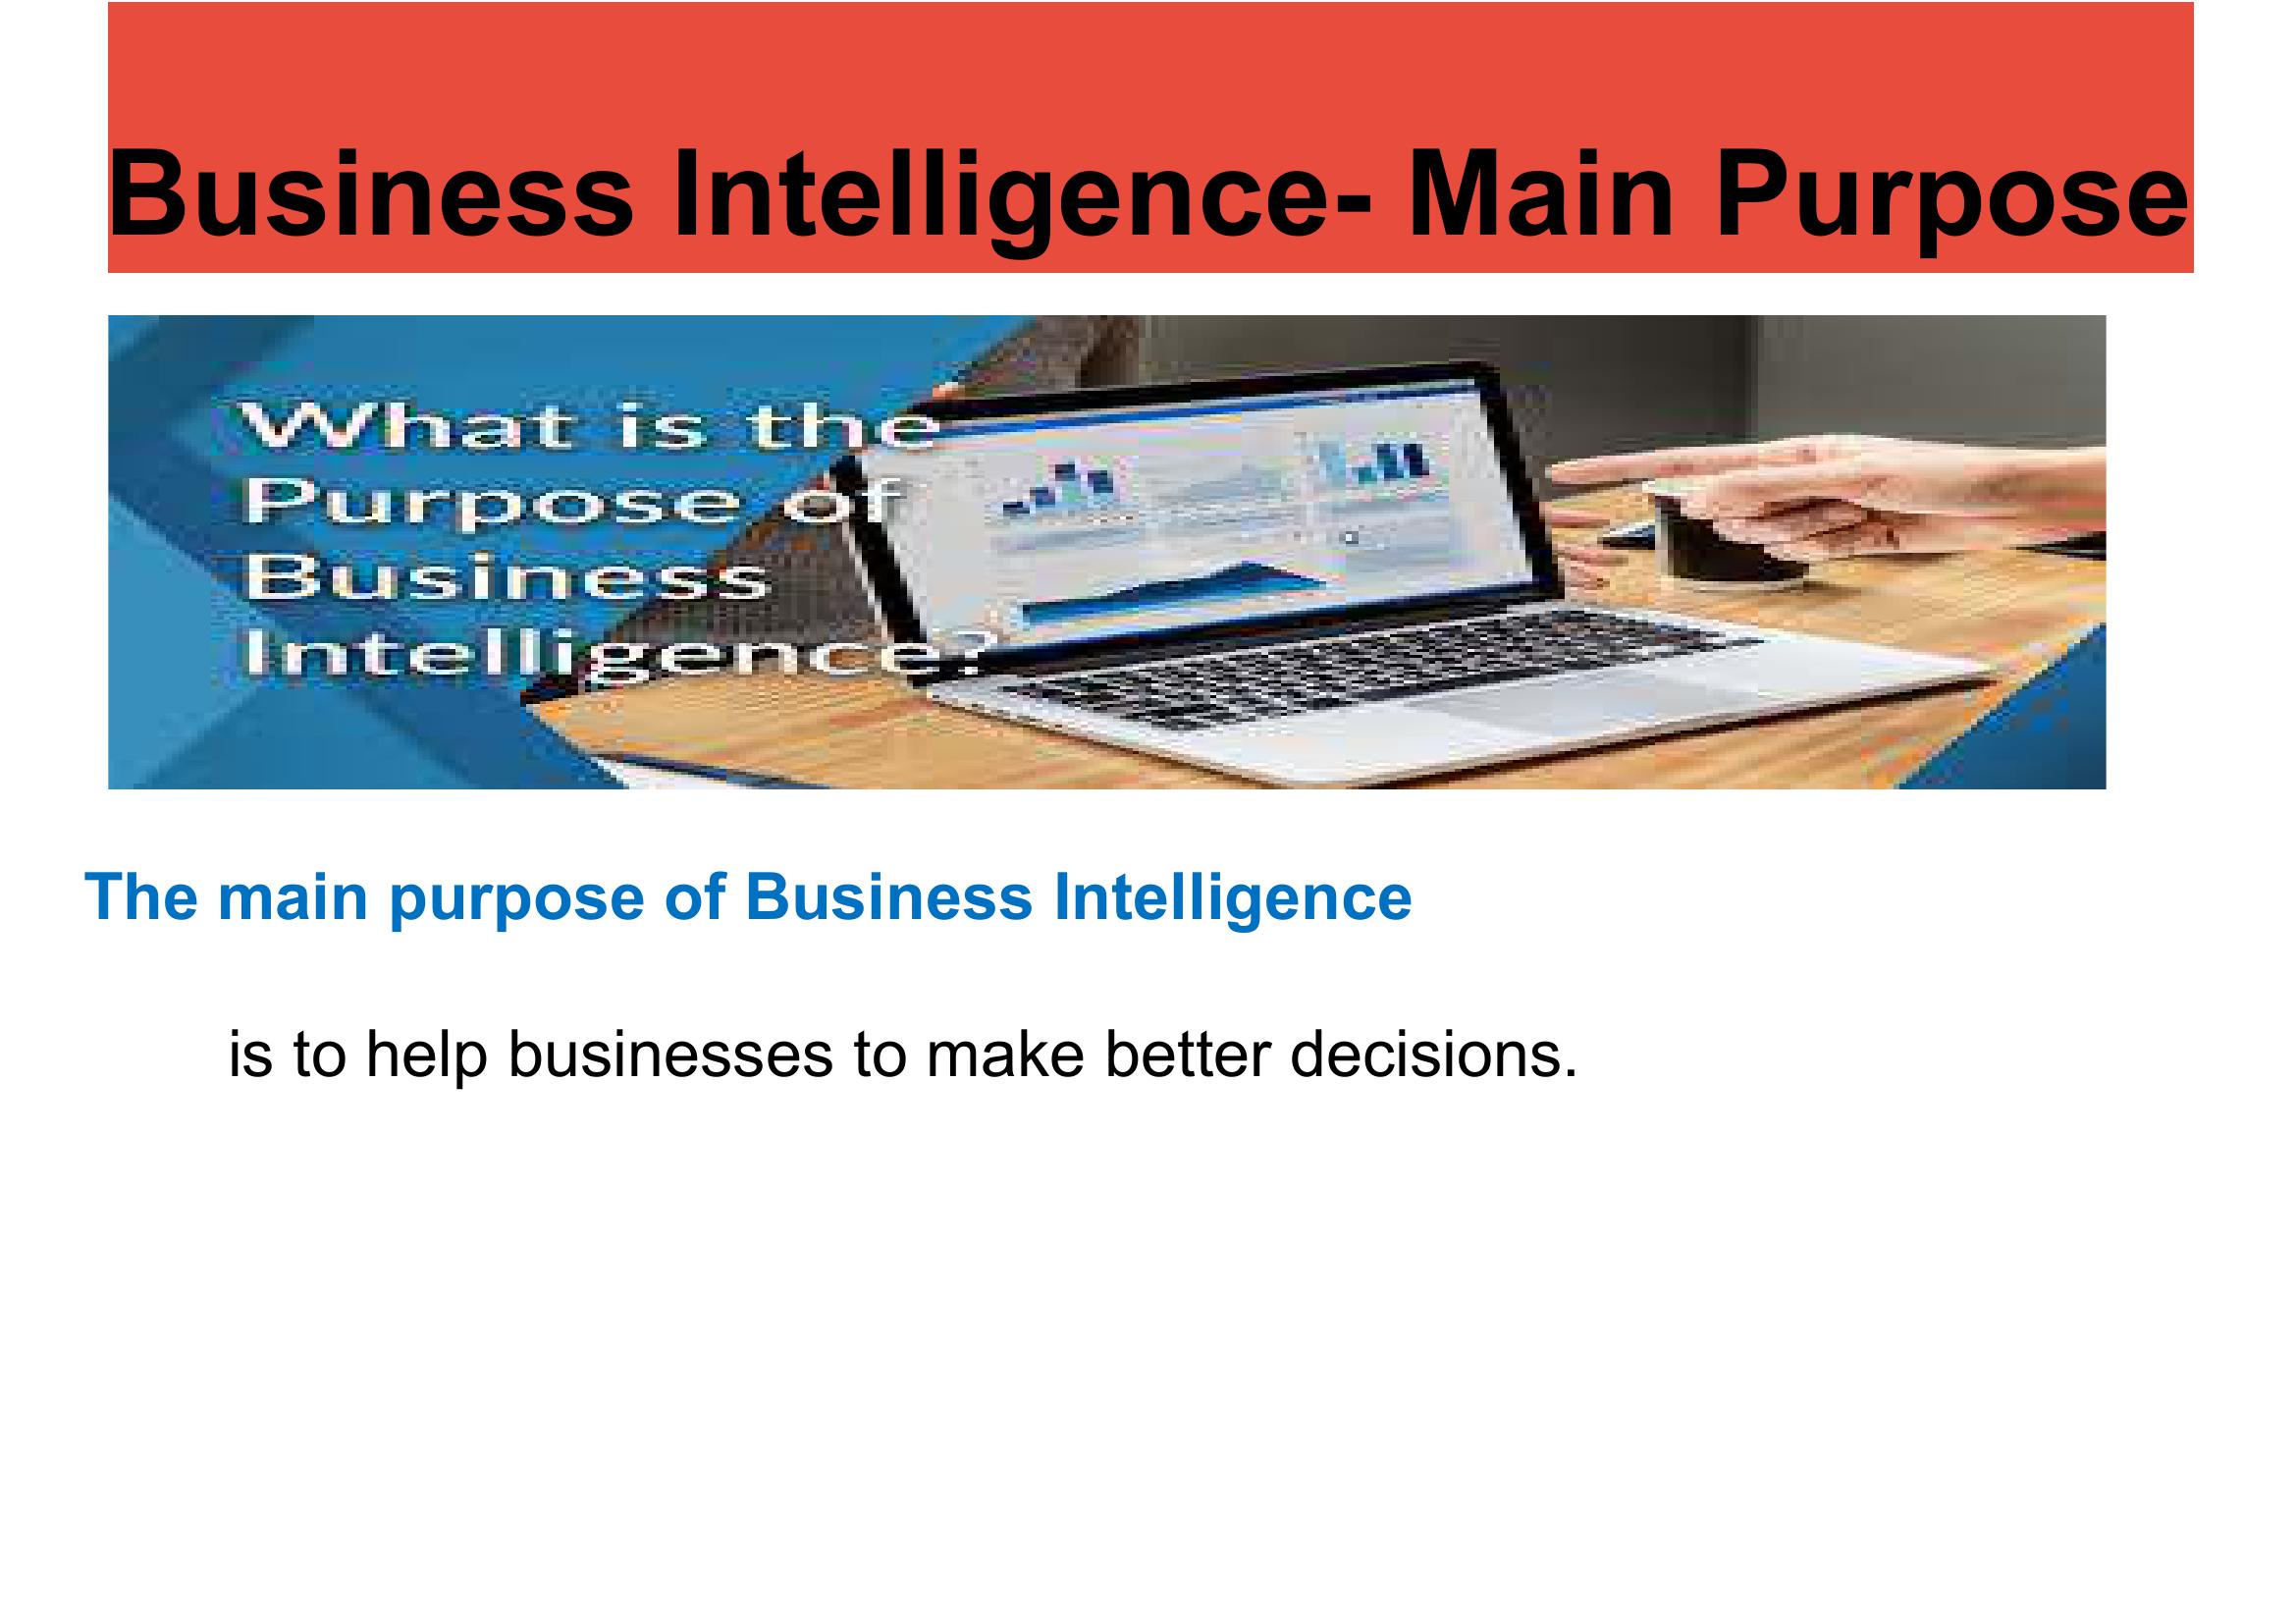 Business Intelligence- Main Purpose
What is the
Purpose of
Business
Intelligence?
The main purpose of Business Intelligence
is to help businesses to make better decisions.